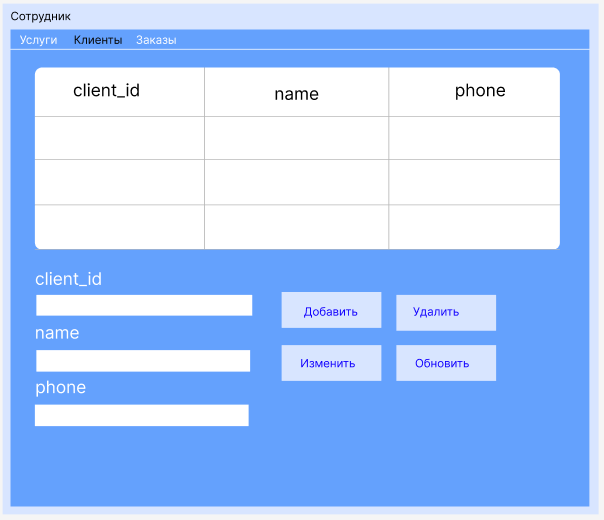 Сотрудник
Услуги Клиенты Заказы
client_id name phone
client_id
Добавить Удалить
name
Изменить Обновить
phone